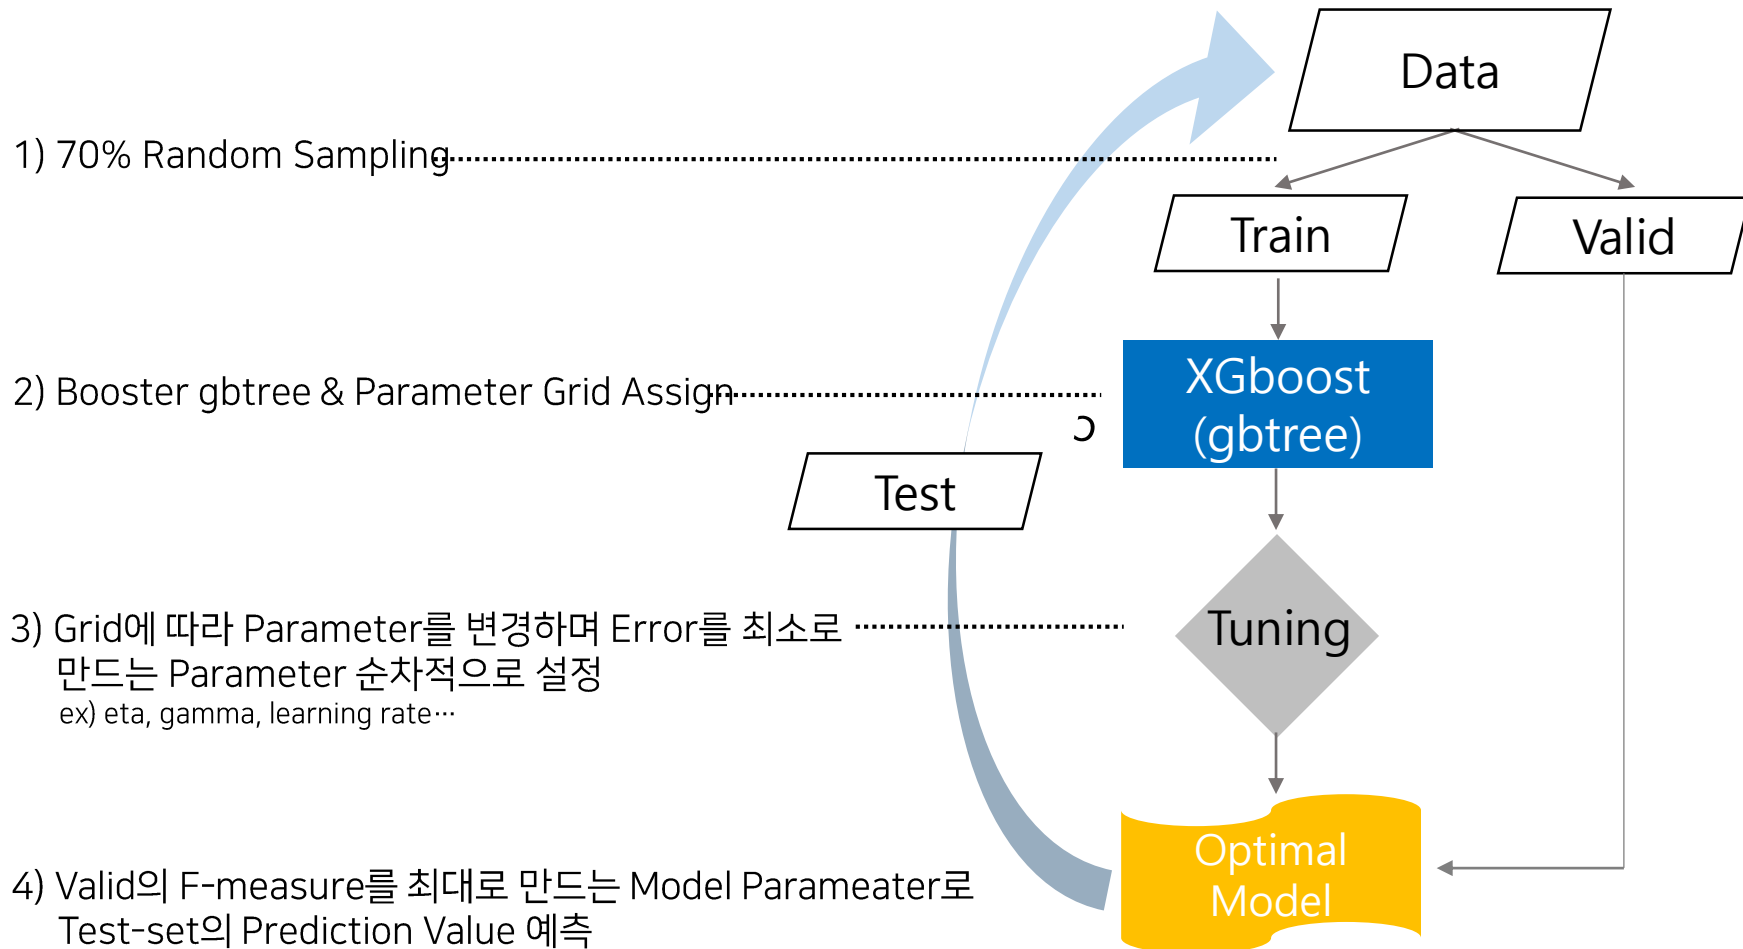 Data
1) 70% Random Sampling
Train
Valid
XGboost
(gbtree)
2) Booster gbtree & Parameter Grid Assign
Test
3) Grid에 따라 Parameter를 변경하며 Error를 최소로
만드는 Parameter 순차적으로 설정
ex) eta, gamma, learning rate…
Tuning
Optimal
Model
4) Valid의 F-measure를 최대로 만드는 Model Parameater로
Test-set의 Prediction Value 예측